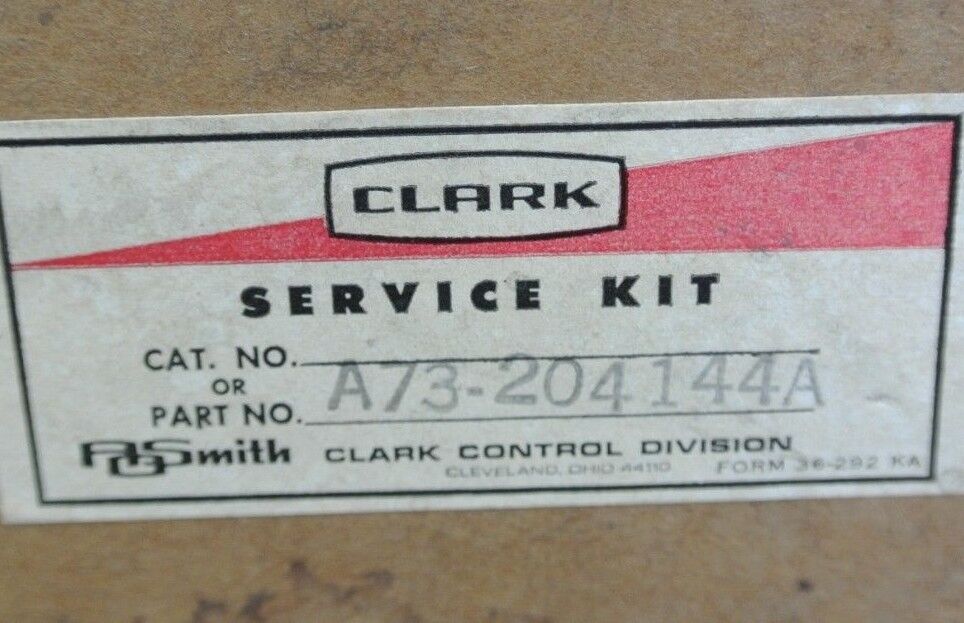 CLARK
SERVICE KIT
CAT. NO.
OR
PART NO. A73-204144A
AOSmith CLARK CONTROL DIVISION
CLEVELAND, OHIO 44110 FORM 36-292 KA